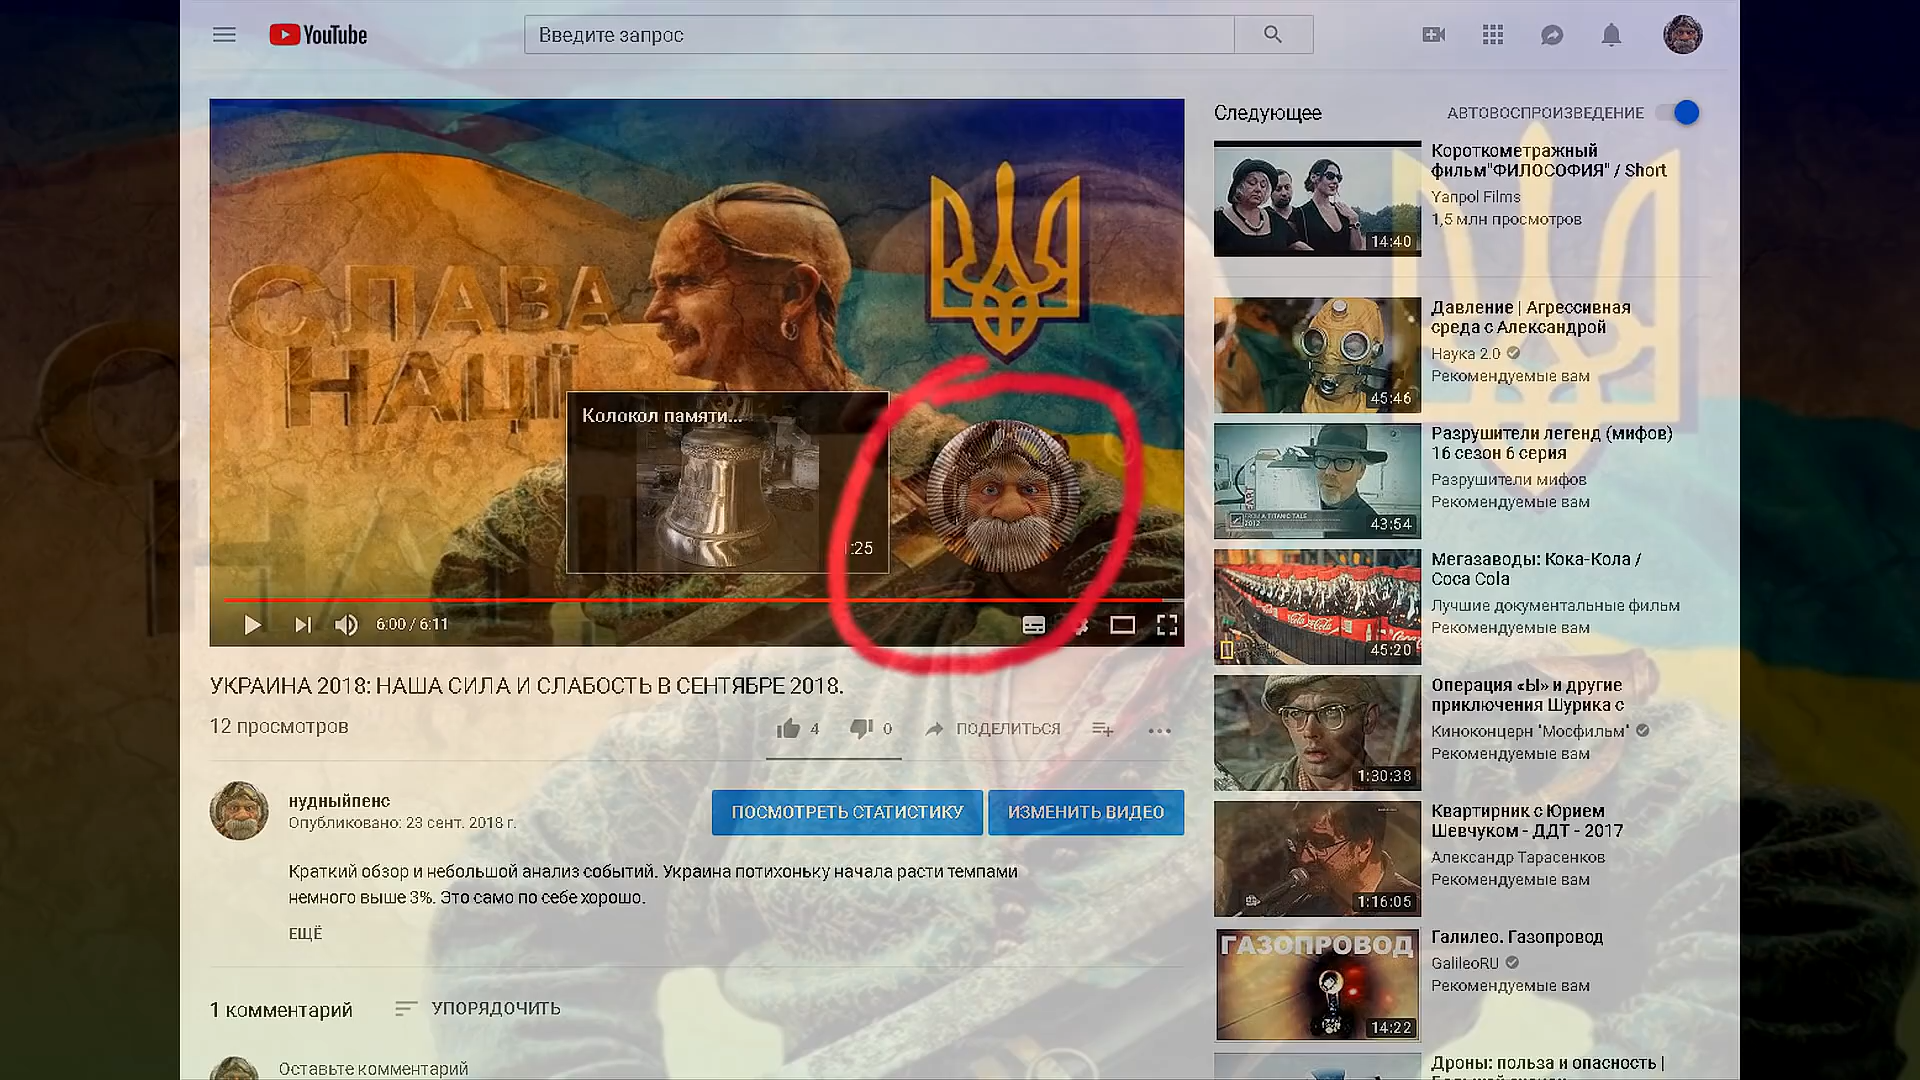 YouTube
Введите запрос
СЛАВА
НАЦІЇ
Колокол памяти...
:25
6:00 / 6:11
УКРАИНА 2018: НАША СИЛА И СЛАБОСТЬ В СЕНТЯБРЕ 2018.
12 просмотров
4
0
ПОДЕЛИТЬСЯ
нудныйпенс
Опубликовано: 23 сент. 2018 г.
ПОСМОТРЕТЬ СТАТИСТИКУ
ИЗМЕНИТЬ ВИДЕО
Краткий обзор и небольшой анализ событий. Украина потихоньку начала расти темпами
немного выше 3%. Это само по себе хорошо.
ЕЩЁ
1 комментарий
УПОРЯДОЧИТЬ
Оставьте комментарий
Следующее
АВТОВОСПРОИЗВЕДЕНИЕ
Короткометражный
фильм"ФИЛОСОФИЯ" / Short
Yanpol Films
1,5 млн просмотров
14:40
Давление | Агрессивная
среда с Александрой
Наука 2.0
Рекомендуемые вам
45:46
Разрушители легенд (мифов)
16 сезон 6 серия
Разрушители мифов
Рекомендуемые вам
43:54
Мегазаводы: Кока-Кола /
Coca Cola
Лучшие документальные фильм
Рекомендуемые вам
45:20
Операция «Ы» и другие
приключения Шурика с
Киноконцерн "Мосфильм"
Рекомендуемые вам
1:30:38
Квартирник с Юрием
Шевчуком - ДДТ - 2017
Александр Тарасенков
Рекомендуемые вам
1:16:05
ГАЗОПРОВОД
Галилео. Газопровод
GalileoRU
Рекомендуемые вам
14:22
Дроны: польза и опасность |